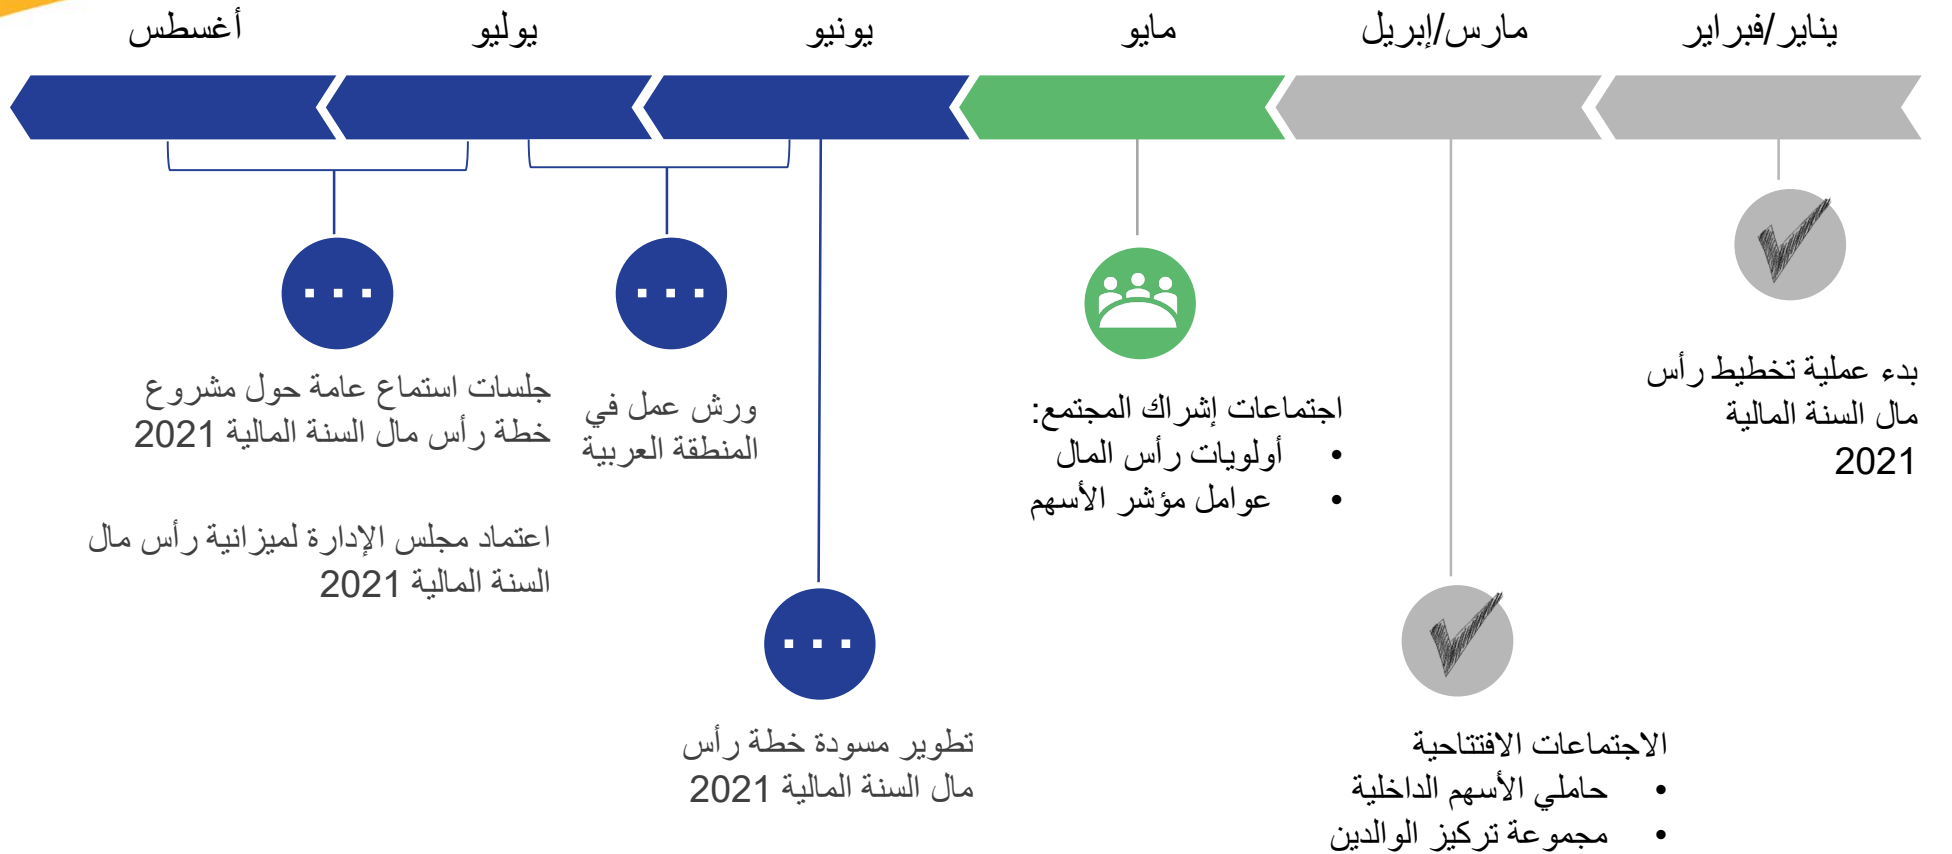 يناير/فبراير
مارس/إبريل
مايو
يونيو
يوليو
أغسطس
بدء عملية تخطيط رأس
مال السنة المالية
2021
الاجتماعات الافتتاحية
• حاملي الأسهم الداخلية
• مجموعة تركيز الوالدين
اجتماعات إشراك المجتمع:
• أولويات رأس المال
• عوامل مؤشر الأسهم
تطوير مسودة خطة رأس
مال السنة المالية 2021
ورش عمل في
المنطقة العربية
جلسات استماع عامة حول مشروع
خطة رأس مال السنة المالية 2021
اعتماد مجلس الإدارة لميزانية رأس مال
السنة المالية 2021